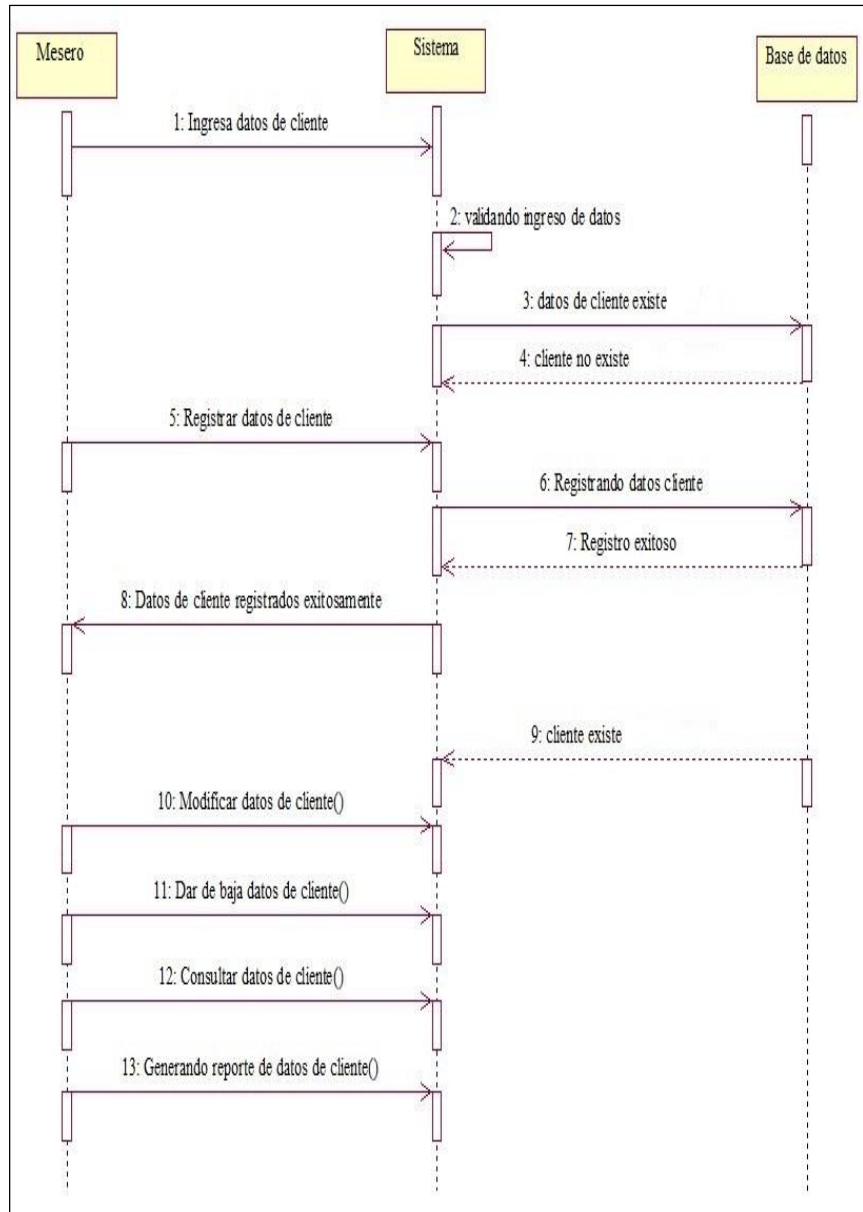 Mesero
Sistema
Base de datos
1: Ingresa datos de cliente
2: validando ingreso de datos
3: datos de cliente existe
4: cliente no existe
5: Registrar datos de cliente
6: Registrando datos cliente
7: Registro exitoso
8: Datos de cliente registrados exitosamente
9: cliente existe
10: Modificar datos de cliente()
11: Dar de baja datos de cliente()
12: Consultar datos de cliente()
13: Generando reporte de datos de cliente()